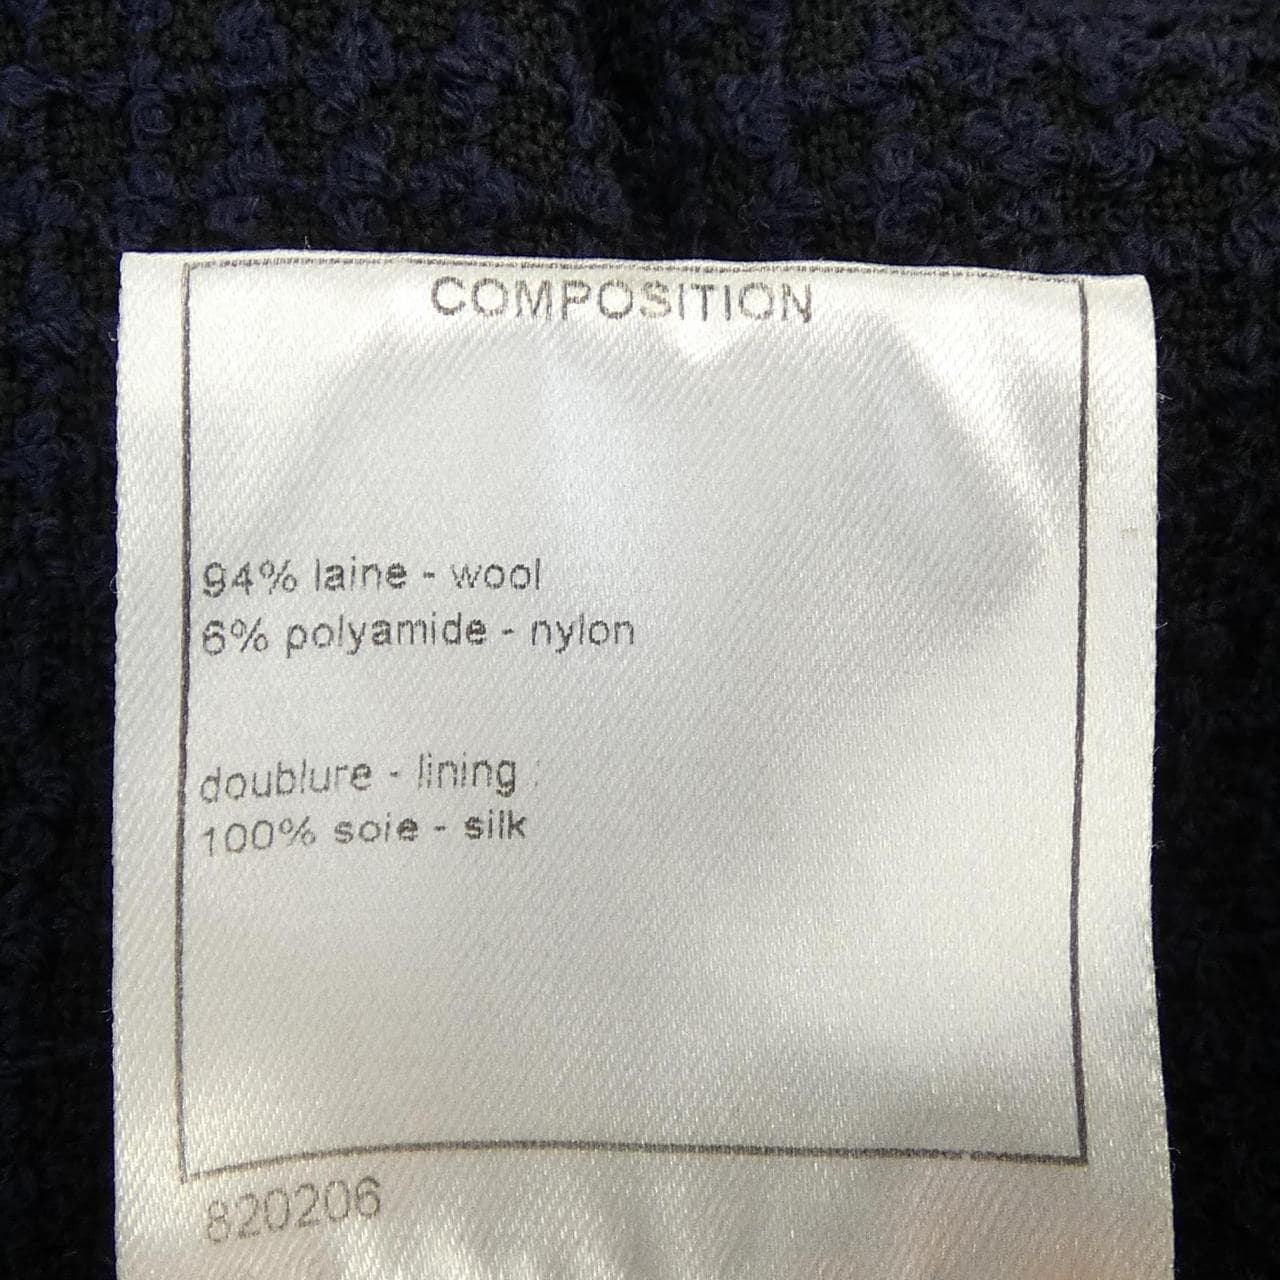 COMPOSITION
94% laine - wool
6% polyamide - nylon
doublure - lining :
100% soie - silk
820206